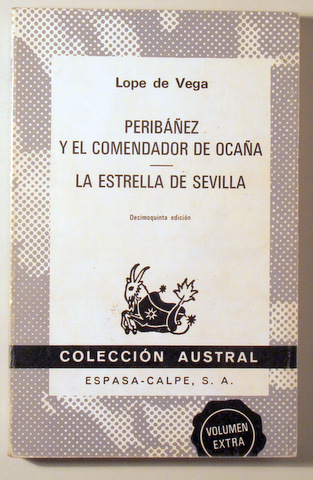 Lope de Vega
PERIBÁÑEZ
Y EL COMENDADOR DE OCAÑA
LA ESTRELLA DE SEVILLA
Decimoquinta edición
COLECCIÓN AUSTRAL
ESPASA-CALPE, S. A.
VOLUMEN
EXTRA